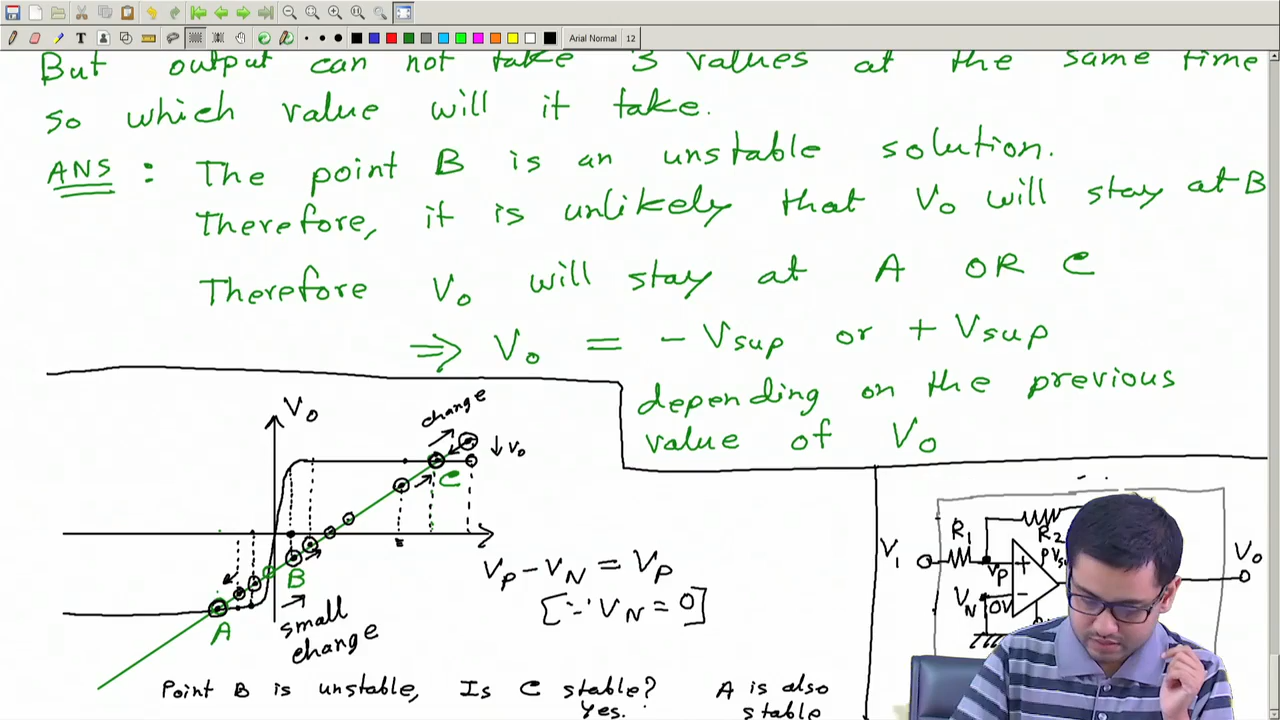 Arial Normal 12
But output can not take 3 values at the same time
so which value will it take.
ANS : The point B is an unstable solution.
Therefore, it is unlikely that Vo will stay at B
Therefore Vo will stay at A OR C
⇒ Vo = - Vsup or + Vsup
depending on the previous
value of Vo
Vo
change
↓ Vo
C
B
A
small
change
Vp - VN = Vp
[∵ VN = 0]
Point B is unstable, Is C stable? A is also
Yes. stable
R1
R2
Vi
Vp
+
VN
0V
-
Vo